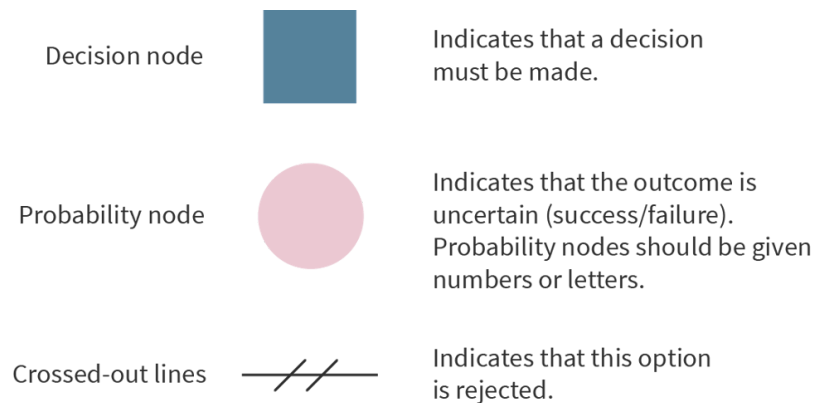 Decision node
Indicates that a decision
must be made.
Probability node
Indicates that the outcome is
uncertain (success/failure).
Probability nodes should be given
numbers or letters.
Crossed-out lines
Indicates that this option
is rejected.